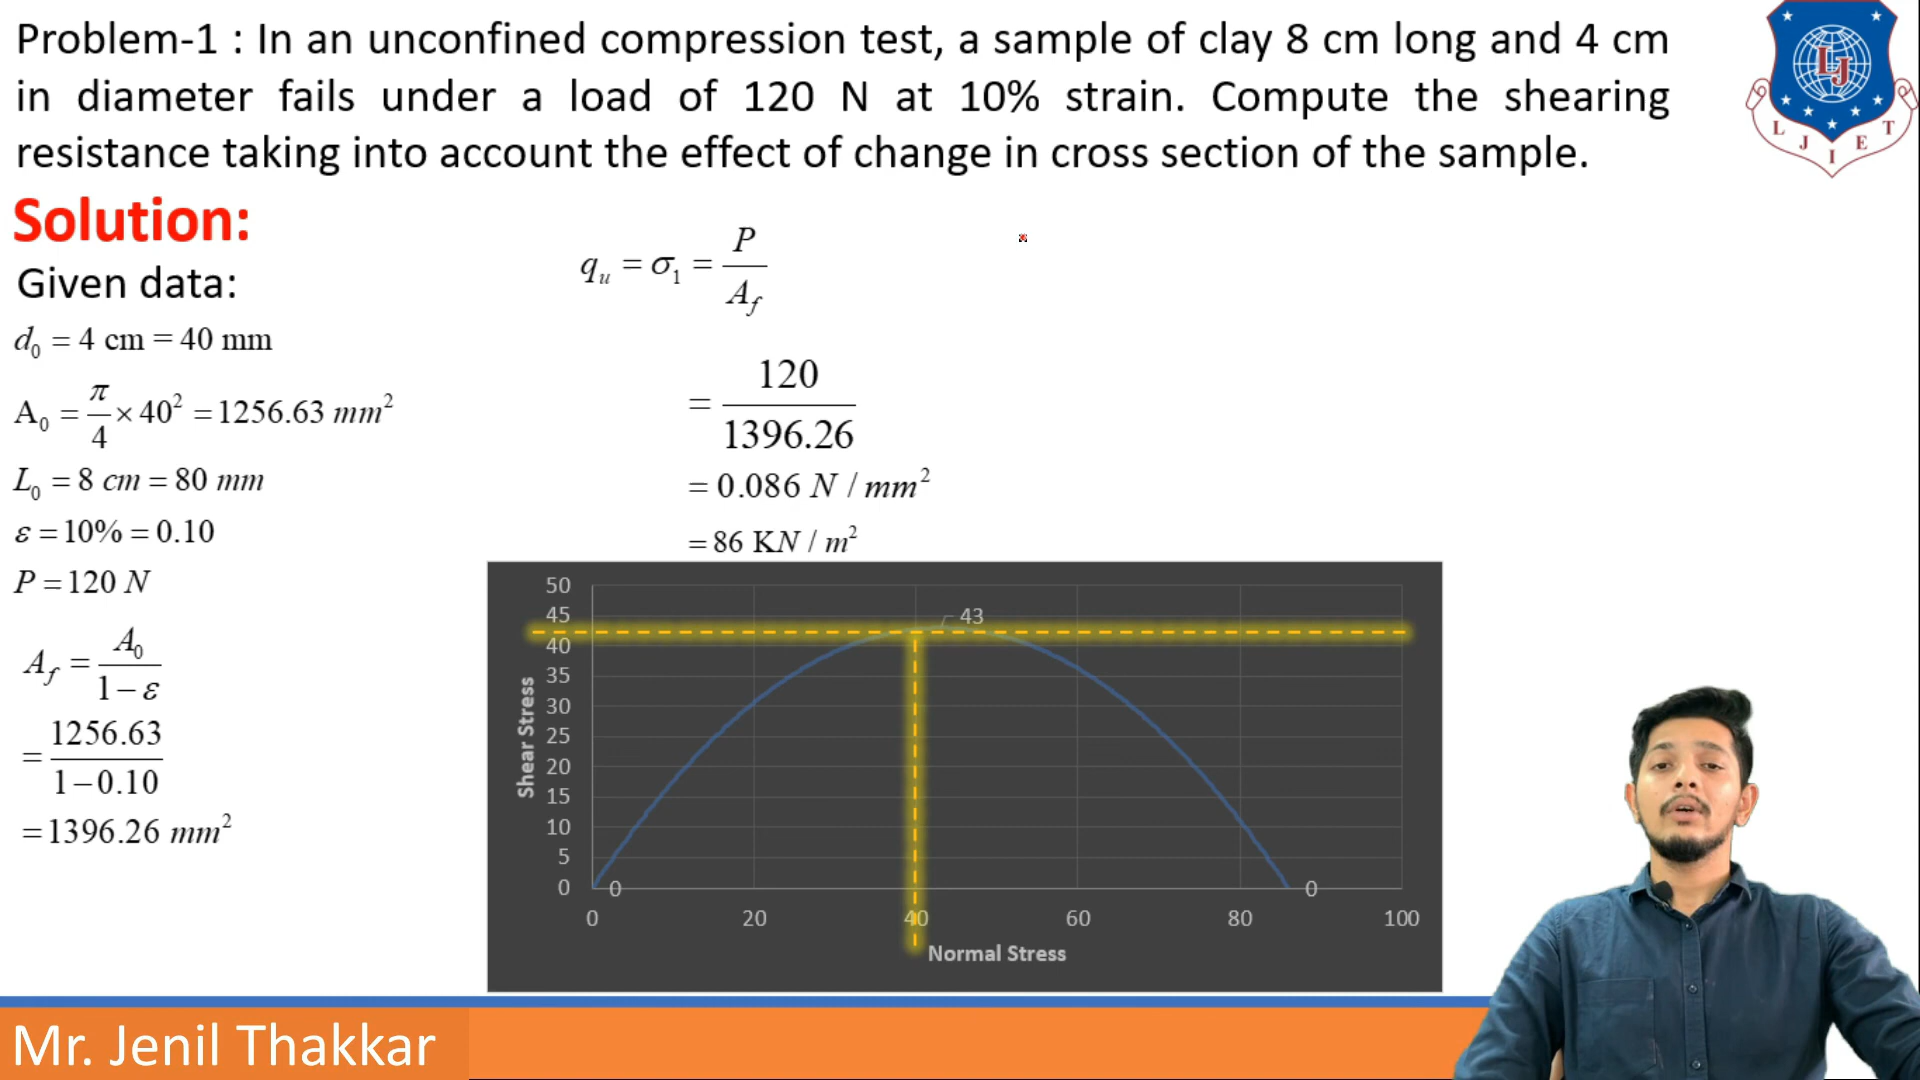 Problem-1 : In an unconfined compression test, a sample of clay 8 cm long and 4 cm
in diameter fails under a load of 120 N at 10% strain. Compute the shearing
resistance taking into account the effect of change in cross section of the sample.
LJ
L J I E T
Solution:
Given data:
d₀ = 4 cm = 40 mm
A₀ = π/4 × 40² = 1256.63 mm²
L₀ = 8 cm = 80 mm
ε = 10% = 0.10
P = 120 N
A_f = A₀/(1−ε)
= 1256.63/(1−0.10)
= 1396.26 mm²
q_u = σ₁ = P/A_f
= 120/1396.26
= 0.086 N / mm²
= 86 KN / m²
50
45
40
35
30
25
20
15
10
5
0
Shear Stress
43
0
0
0 20 40 60 80 100
Normal Stress
Mr. Jenil Thakkar